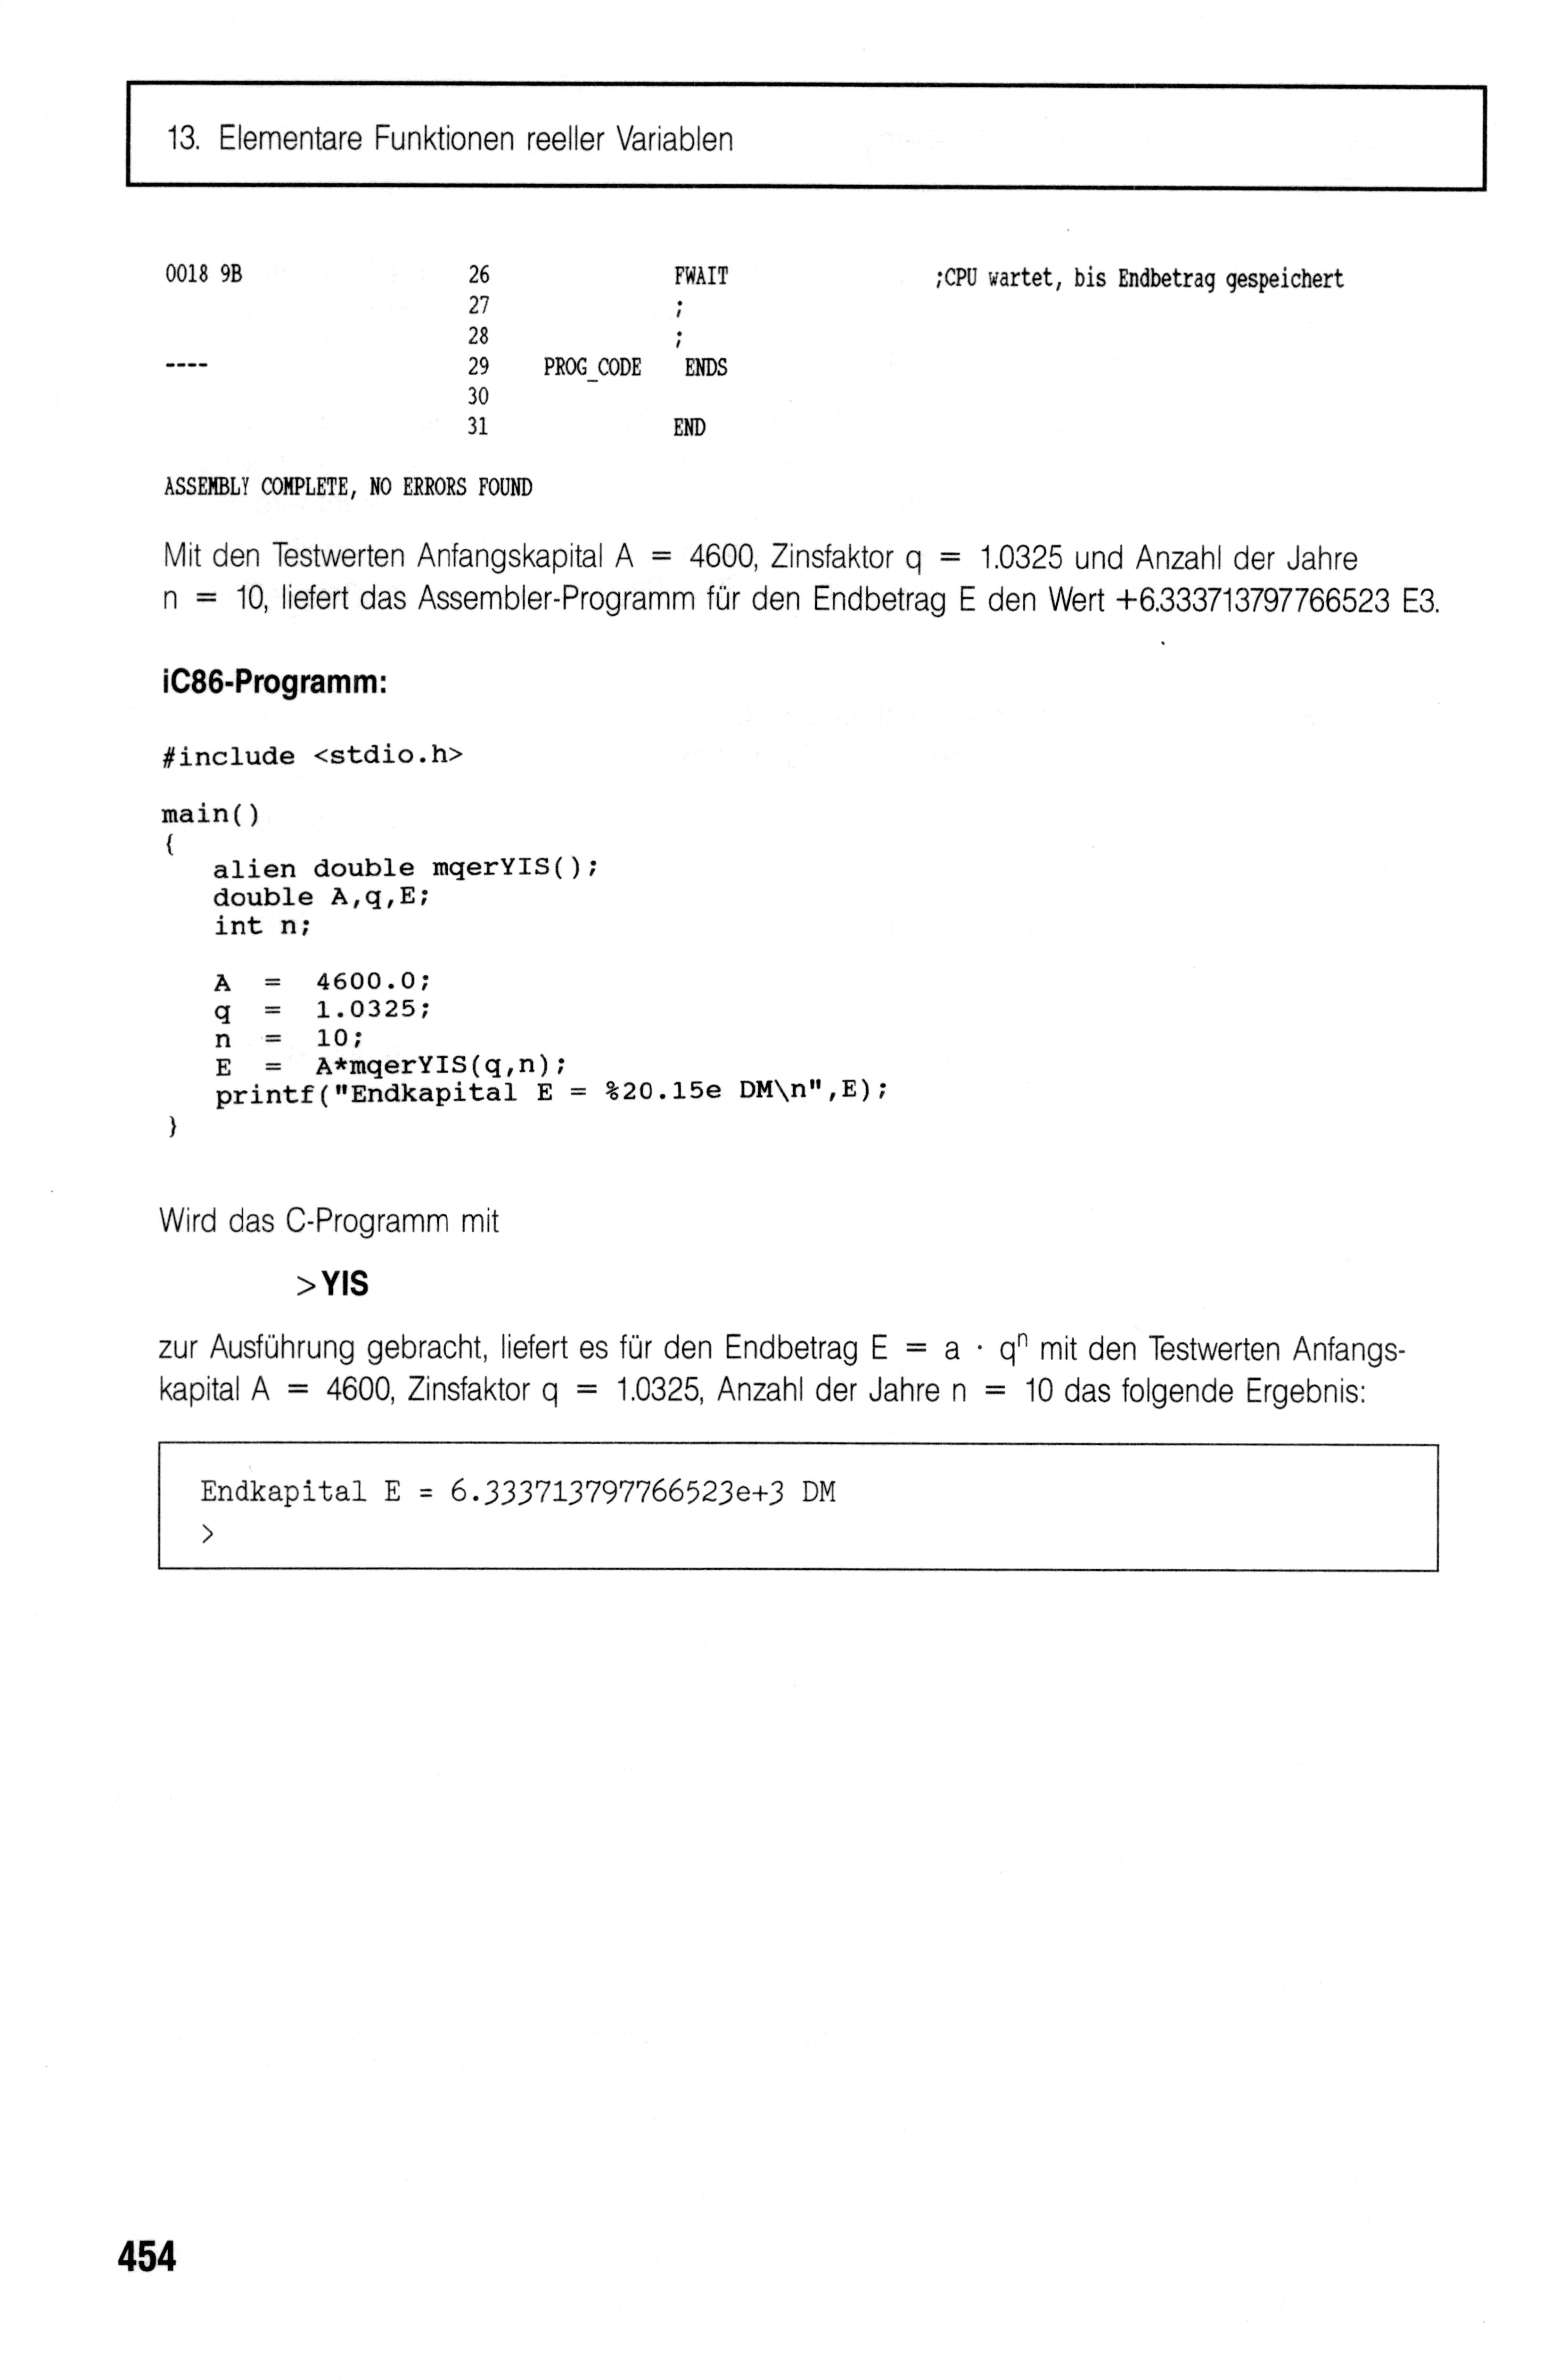 13. Elementare Funktionen reeller Variablen
0018 9B 26 FWAIT ;CPU wartet, bis Endbetrag gespeichert
27 ;
28 ;
---- 29 PROG_CODE ENDS
30
31 END
ASSEMBLY COMPLETE, NO ERRORS FOUND
Mit den Testwerten Anfangskapital A = 4600, Zinsfaktor q = 1.0325 und Anzahl der Jahre
n = 10, liefert das Assembler-Programm für den Endbetrag E den Wert +6.333713797766523 E3.
iC86-Programm:
#include <stdio.h>
main()
{
alien double mqerYIS();
double A,q,E;
int n;
A = 4600.0;
q = 1.0325;
n = 10;
E = A*mqerYIS(q,n);
printf("Endkapital E = %20.15e DM\n",E);
}
Wird das C-Programm mit
>YIS
zur Ausführung gebracht, liefert es für den Endbetrag E = a · qⁿ mit den Testwerten Anfangs-
kapital A = 4600, Zinsfaktor q = 1.0325, Anzahl der Jahre n = 10 das folgende Ergebnis:
Endkapital E = 6.333713797766523e+3 DM
>
454